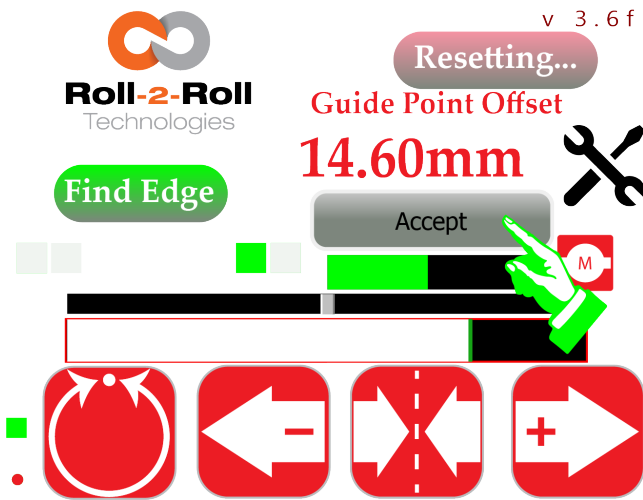 v 3.6f
Resetting...
Roll-2-Roll
Technologies
Guide Point Offset
14.60mm
Find Edge
Accept
M
-
+